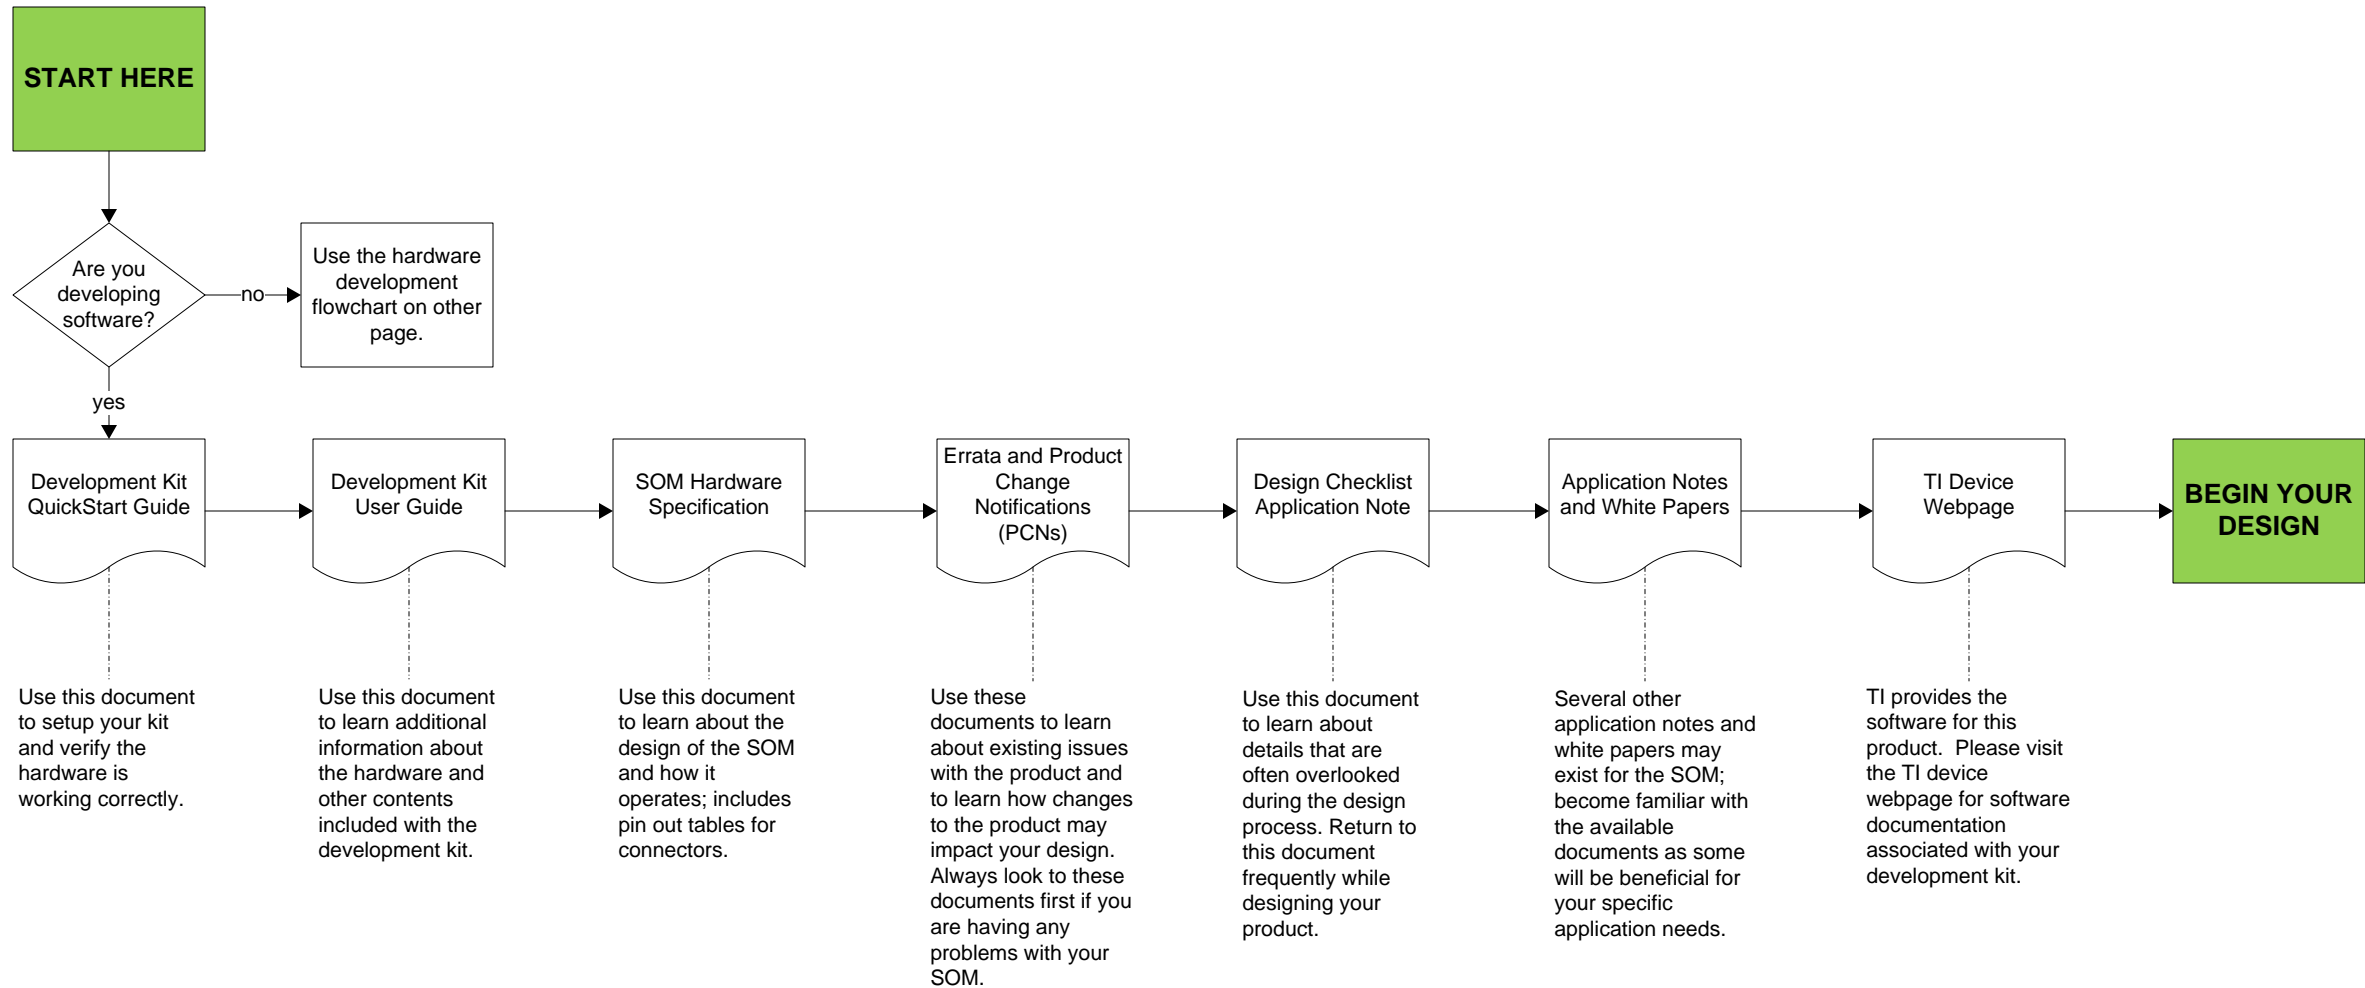 START HERE
Are you
developing
software?
no
Use the hardware
development
flowchart on other
page.
yes
Development Kit
QuickStart Guide
Development Kit
User Guide
SOM Hardware
Specification
Errata and Product
Change
Notifications
(PCNs)
Design Checklist
Application Note
Application Notes
and White Papers
TI Device
Webpage
BEGIN YOUR
DESIGN
Use this document
to setup your kit
and verify the
hardware is
working correctly.
Use this document
to learn additional
information about
the hardware and
other contents
included with the
development kit.
Use this document
to learn about the
design of the SOM
and how it
operates; includes
pin out tables for
connectors.
Use these
documents to learn
about existing issues
with the product and
to learn how changes
to the product may
impact your design.
Always look to these
documents first if you
are having any
problems with your
SOM.
Use this document
to learn about
details that are
often overlooked
during the design
process. Return to
this document
frequently while
designing your
product.
Several other
application notes and
white papers may
exist for the SOM;
become familiar with
the available
documents as some
will be beneficial for
your specific
application needs.
TI provides the
software for this
product.  Please visit
the TI device
webpage for software
documentation
associated with your
development kit.